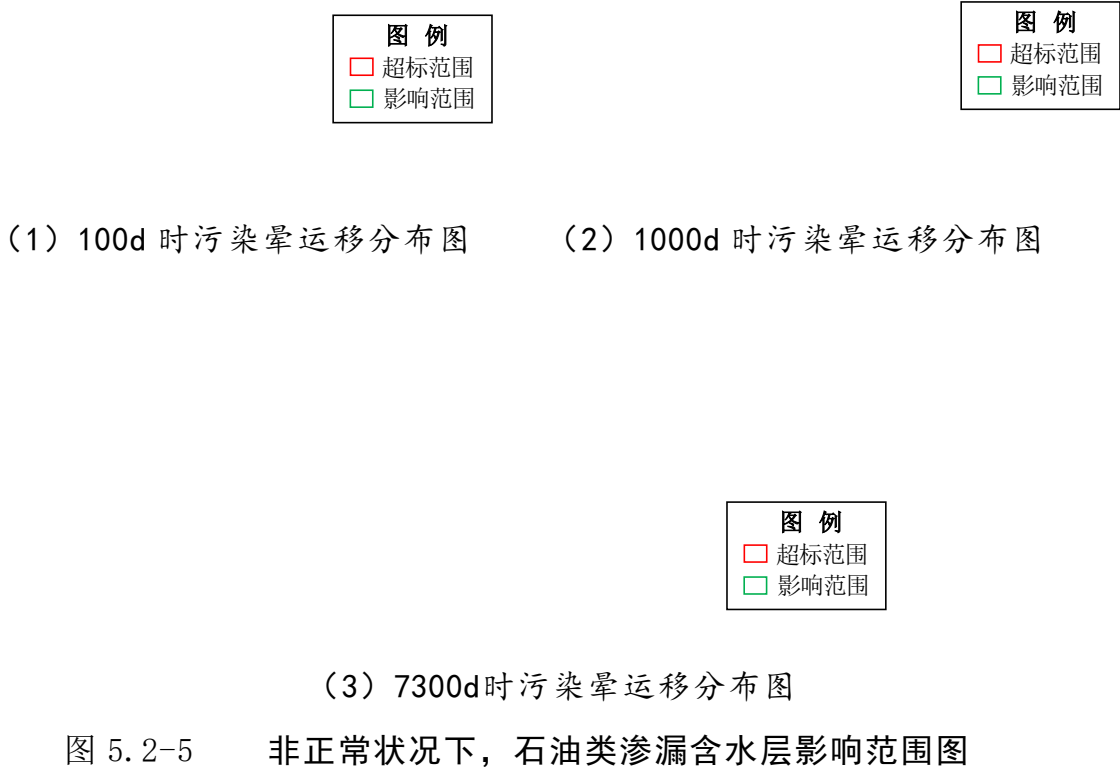 图 例
超标范围
影响范围
图 例
超标范围
影响范围
（1）100d 时污染晕运移分布图
（2）1000d 时污染晕运移分布图
图 例
超标范围
影响范围
（3）7300d时污染晕运移分布图
图 5.2-5 非正常状况下，石油类渗漏含水层影响范围图